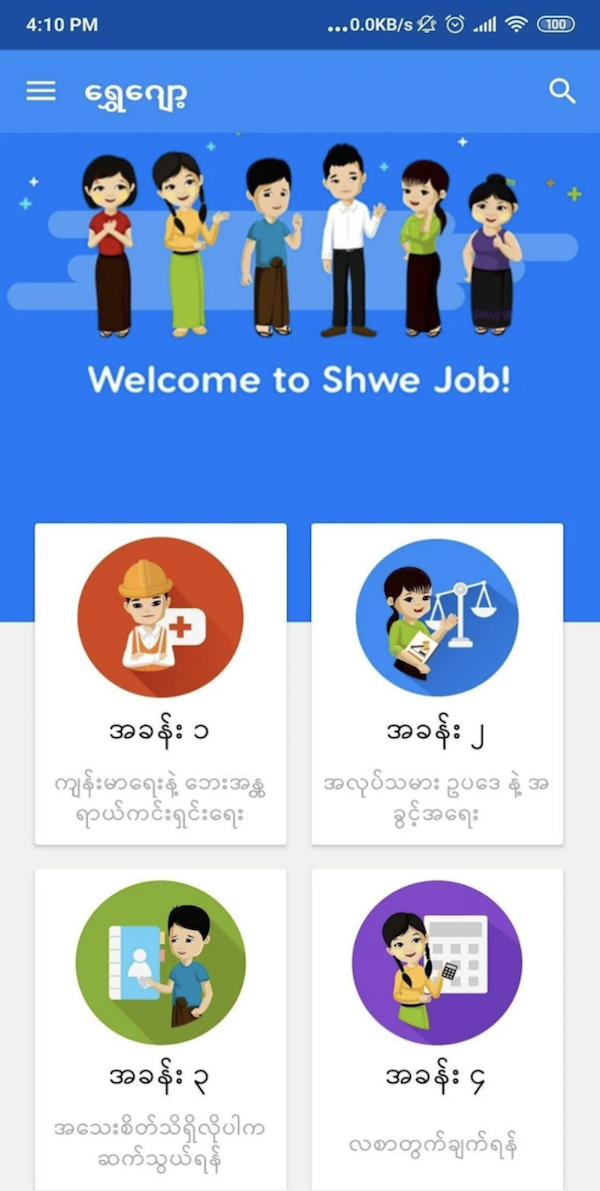 4:10 PM ...0.0KB/s 100
ရွှေဂျော့
Welcome to Shwe Job!
အခန်း ၁
ကျန်းမာရေးနဲ့ ဘေးအန္တ
ရာယ်ကင်းရှင်းရေး
အခန်း ၂
အလုပ်သမား ဥပဒေ နဲ့ အ
ခွင့်အရေး
အခန်း ၃
အသေးစိတ်သိရှိလိုပါက
ဆက်သွယ်ရန်
အခန်း ၄
လစာတွက်ချက်ရန်